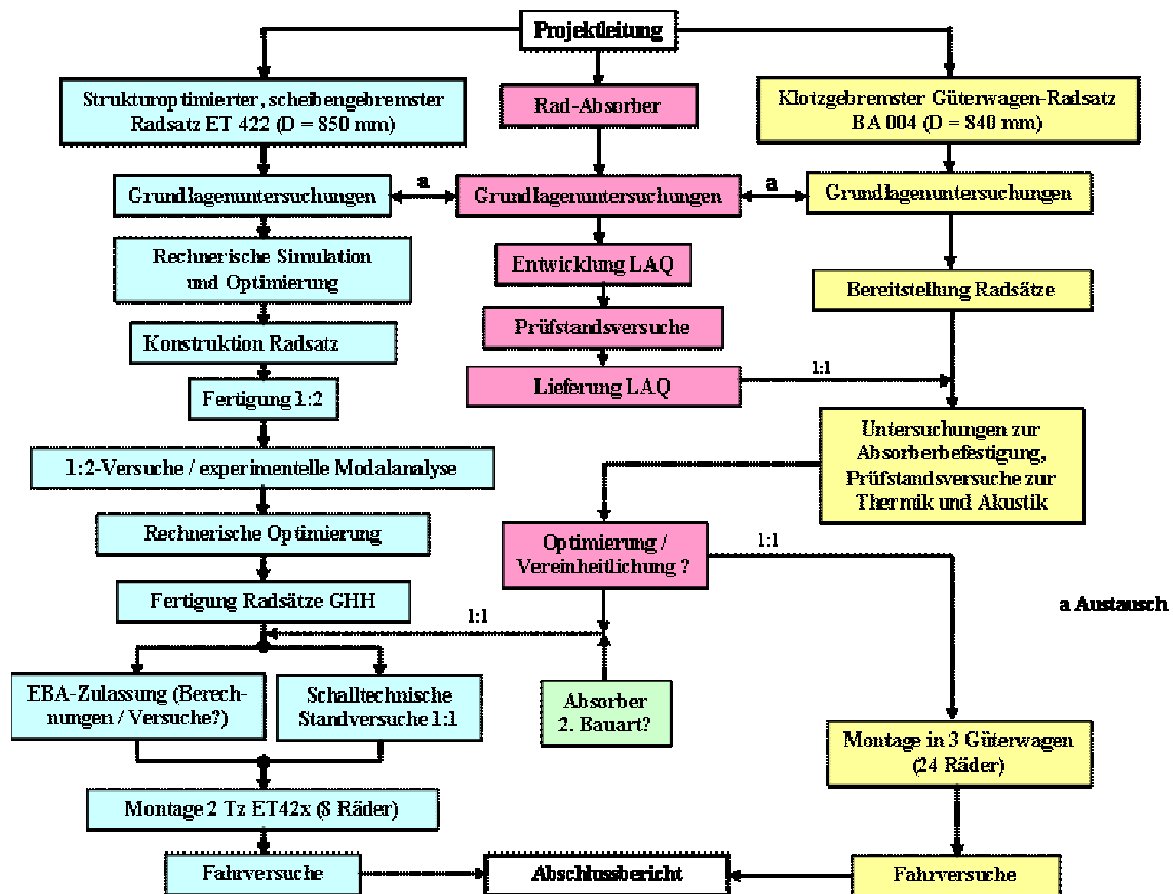 Projektleitung
Strukturoptimierter, scheibengebremster
Radsatz ET 422 (D = 850 mm)
Rad-Absorber
Klotzgebremster Güterwagen-Radsatz
BA 004 (D = 840 mm)
Grundlagenuntersuchungen
a
Grundlagenuntersuchungen
a
Grundlagenuntersuchungen
Rechnerische Simulation
und Optimierung
Entwicklung LAQ
Bereitstellung Radsätze
Konstruktion Radsatz
Prüfstandsversuche
Lieferung LAQ
1:1
Fertigung 1:2
Untersuchungen zur
Absorberbefestigung,
Prüfstandsversuche zur
Thermik und Akustik
1:2-Versuche / experimentelle Modalanalyse
Rechnerische Optimierung
Optimierung /
Vereinheitlichung ?
1:1
Fertigung Radsätze GHH
1:1
a Austausch
EBA-Zulassung (Berech-
nungen / Versuche?)
Schalltechnische
Standversuche 1:1
Absorber
2. Bauart?
Montage in 3 Güterwagen
(24 Räder)
Montage 2 Tz ET42x (8 Räder)
Fahrversuche
Abschlussbericht
Fahrversuche